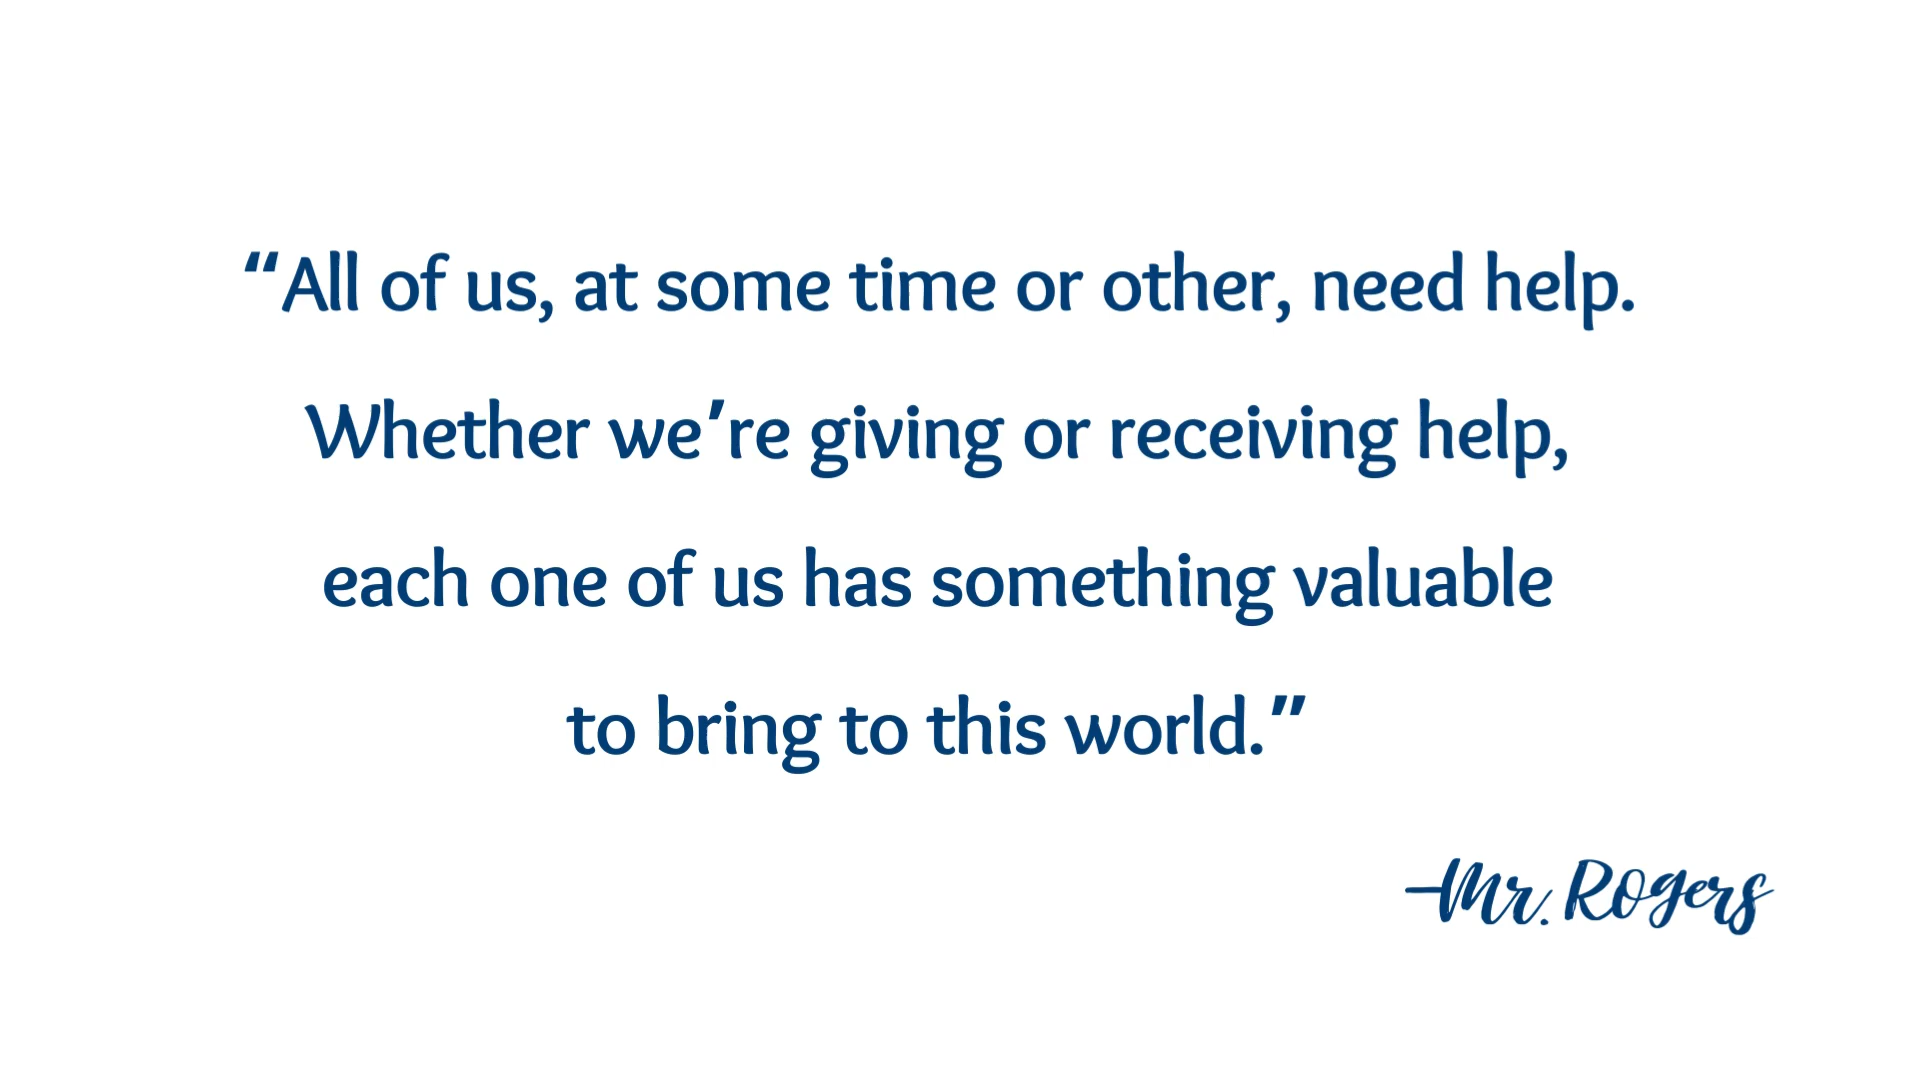 “All of us, at some time or other, need help.
Whether we’re giving or receiving help,
each one of us has something valuable
to bring to this world.”
—Mr. Rogers